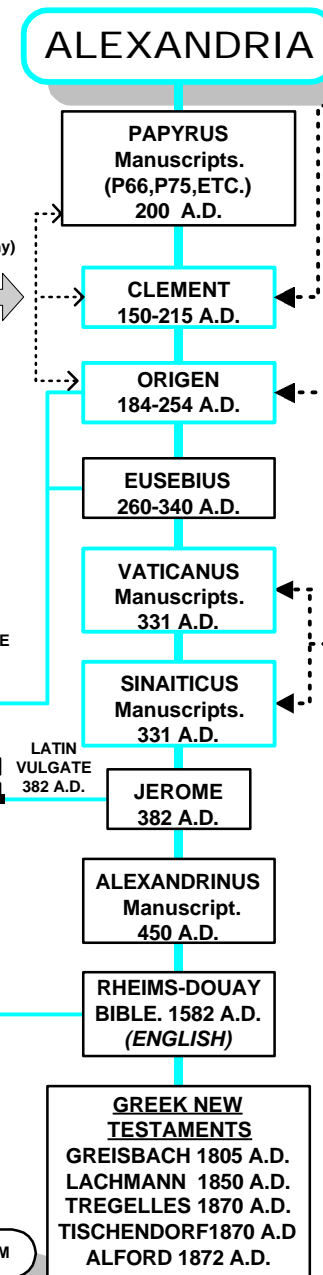 ALEXANDRIA
PAPYRUS
Manuscripts.
(P66,P75,ETC.)
200 A.D.
CLEMENT
150-215 A.D.
ORIGEN
184-254 A.D.
EUSEBIUS
260-340 A.D.
VATICANUS
Manuscripts.
331 A.D.
SINAITICUS
Manuscripts.
331 A.D.
LATIN
VULGATE
382 A.D.
JEROME
382 A.D.
ALEXANDRINUS
Manuscript.
450 A.D.
RHEIMS-DOUAY
BIBLE. 1582 A.D.
(ENGLISH)
GREEK NEW
TESTAMENTS
GREISBACH 1805 A.D.
LACHMANN 1850 A.D.
TREGELLES 1870 A.D.
TISCHENDORF1870 A.D
ALFORD 1872 A.D.